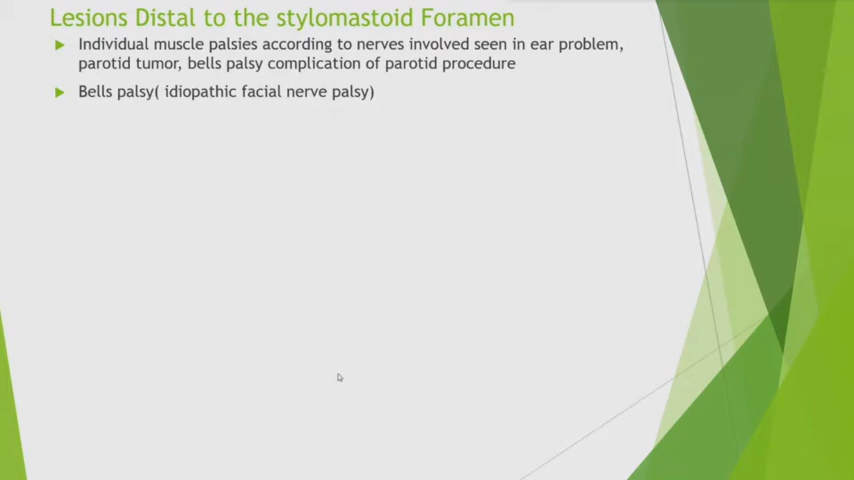 Lesions Distal to the stylomastoid Foramen
Individual muscle palsies according to nerves involved seen in ear problem,
parotid tumor, bells palsy complication of parotid procedure
Bells palsy( idiopathic facial nerve palsy)